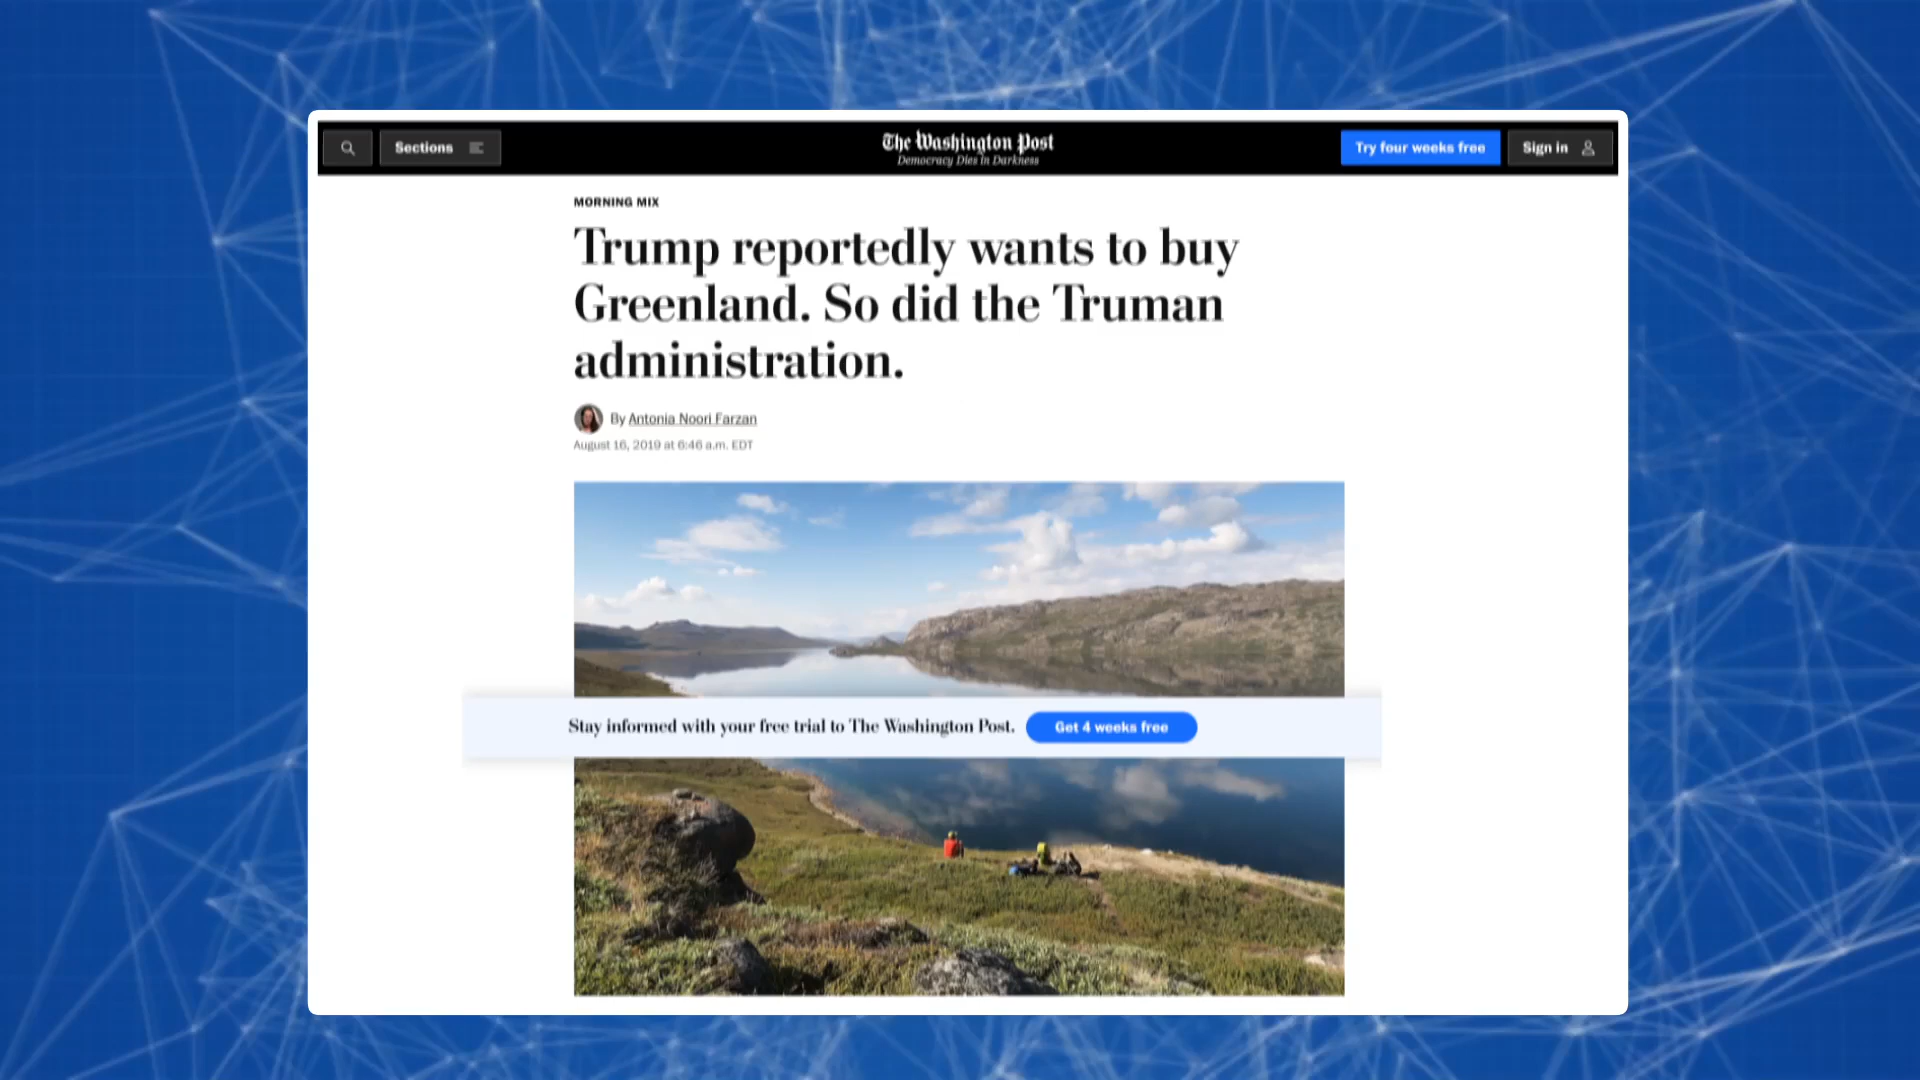 Sections
The Washington Post
Democracy Dies in Darkness
Try four weeks free
Sign in
MORNING MIX
Trump reportedly wants to buy
Greenland. So did the Truman
administration.
By Antonia Noori Farzan
August 16, 2019 at 6:46 a.m. EDT
Stay informed with your free trial to The Washington Post.
Get 4 weeks free